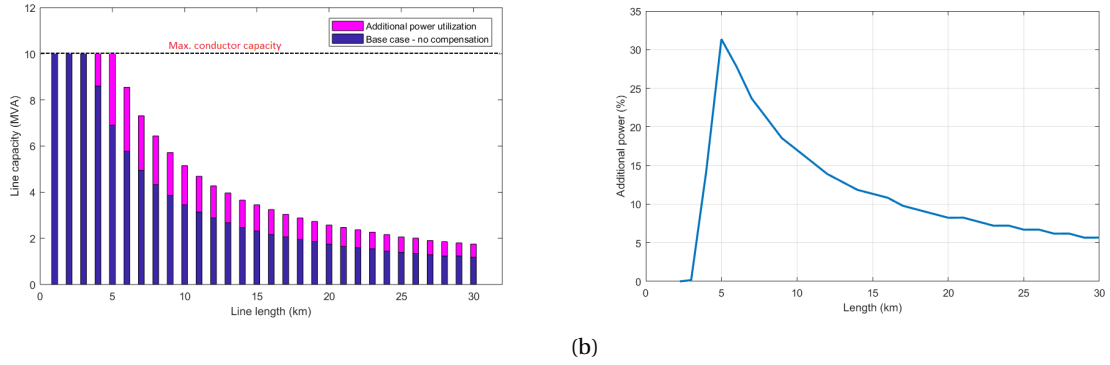 12
10
8
6
4
2
0
Line capacity (MVA)
Max. conductor capacity
Additional power utilization
Base case - no compensation
0 5 10 15 20 25 30
Line length (km)
35
30
25
20
15
10
5
0
Additional power (%)
0 5 10 15 20 25 30
Length (km)
(b)